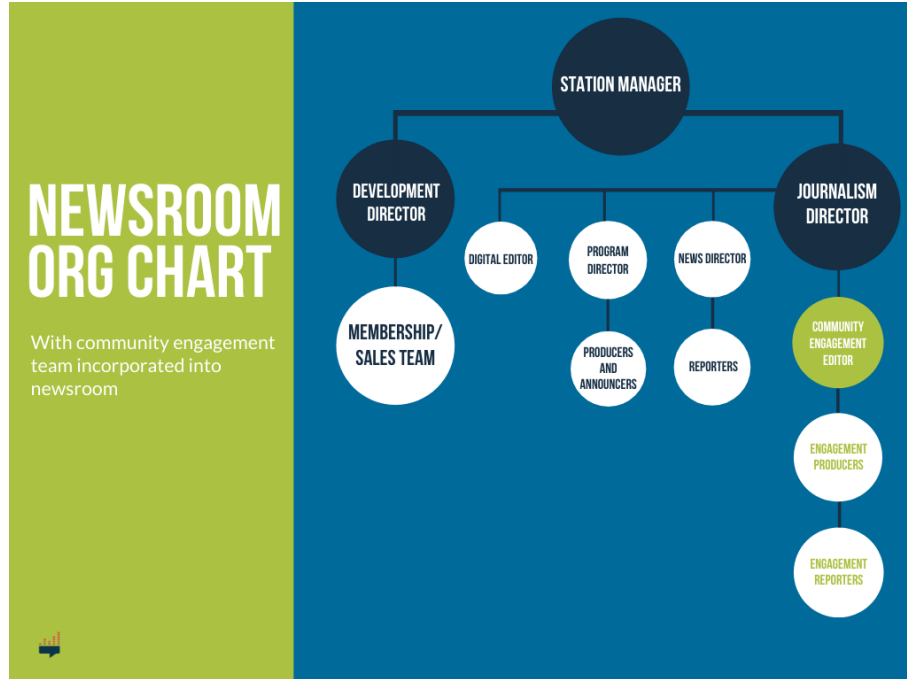 NEWSROOM
ORG CHART
With community engagement
team incorporated into
newsroom
STATION MANAGER
DEVELOPMENT
DIRECTOR
JOURNALISM
DIRECTOR
DIGITAL EDITOR
PROGRAM
DIRECTOR
NEWS DIRECTOR
MEMBERSHIP/
SALES TEAM
PRODUCERS
AND
ANNOUNCERS
REPORTERS
COMMUNITY
ENGAGEMENT
EDITOR
ENGAGEMENT
PRODUCERS
ENGAGEMENT
REPORTERS